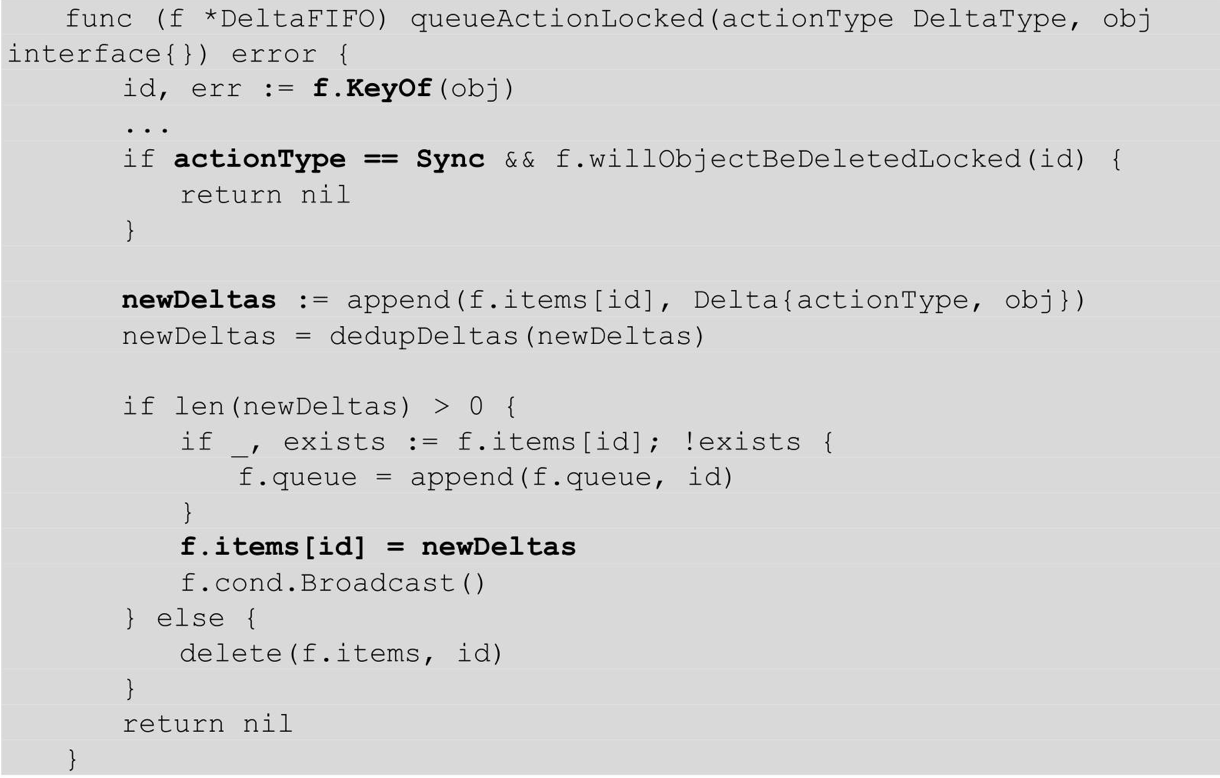 func (f *DeltaFIFO) queueActionLocked(actionType DeltaType, obj
interface{}) error {
id, err := f.KeyOf(obj)
...
if actionType == Sync && f.willObjectBeDeletedLocked(id) {
return nil
}
newDeltas := append(f.items[id], Delta{actionType, obj})
newDeltas = dedupDeltas(newDeltas)
if len(newDeltas) > 0 {
if _, exists := f.items[id]; !exists {
f.queue = append(f.queue, id)
}
f.items[id] = newDeltas
f.cond.Broadcast()
} else {
delete(f.items, id)
}
return nil
}